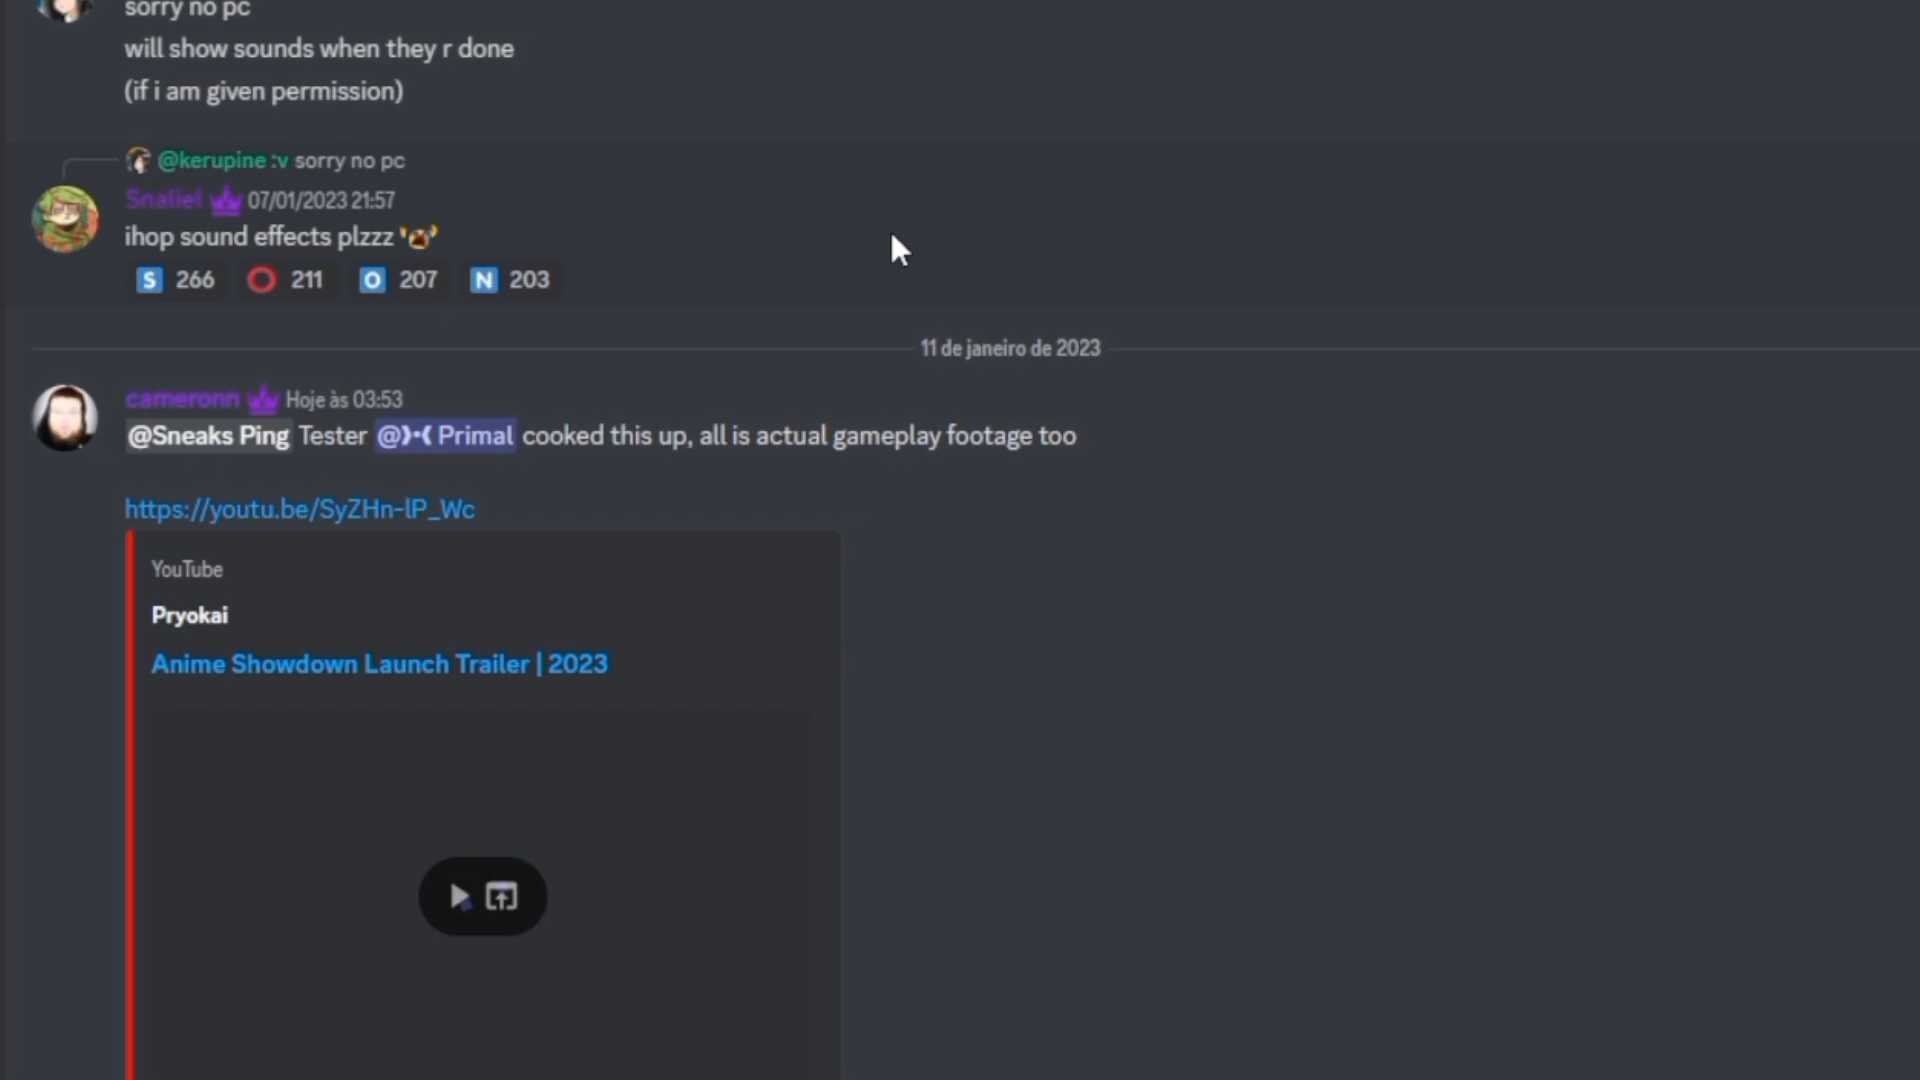 sorry no pc
will show sounds when they r done
(if i am given permission)
@kerupine :v sorry no pc
Snaliel 07/01/2023 21:57
ihop sound effects plzzz
S 266 O 211 O 207 N 203
11 de janeiro de 2023
cameronn Hoje às 03:53
@Sneaks Ping Tester @ Primal cooked this up, all is actual gameplay footage too
https://youtu.be/SyZHn-lP_Wc
YouTube
Pryokai
Anime Showdown Launch Trailer | 2023